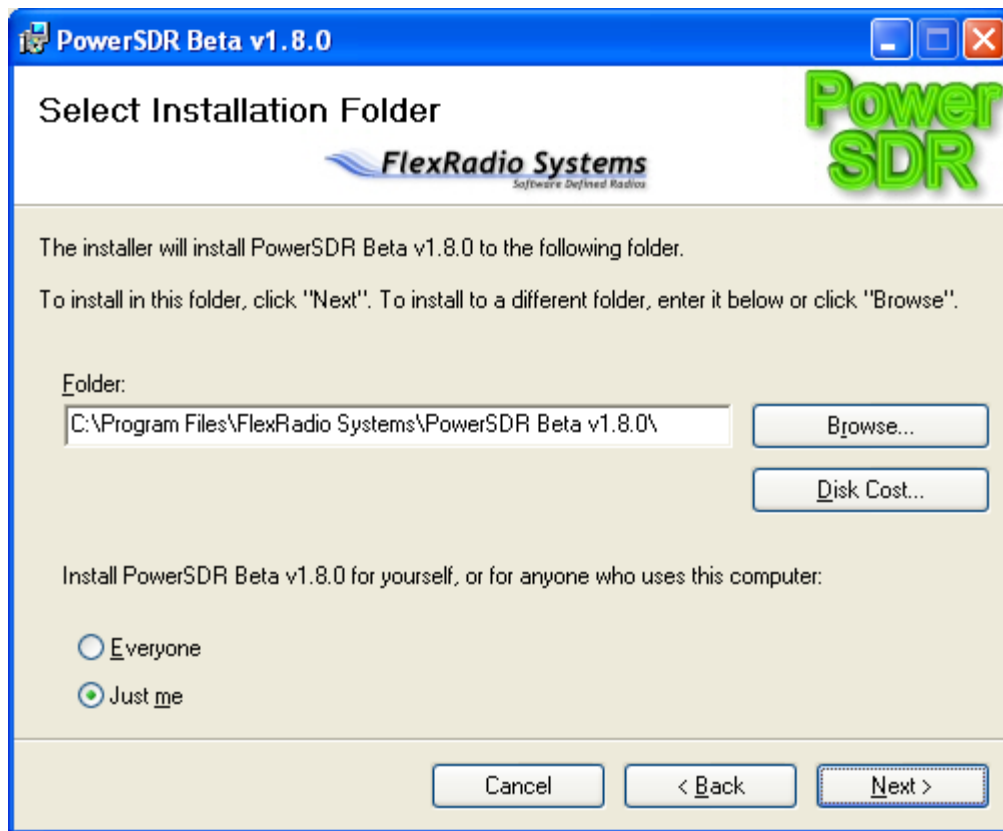 PowerSDR Beta v1.8.0
Select Installation Folder
Power
SDR
FlexRadio Systems
Software Defined Radios
The installer will install PowerSDR Beta v1.8.0 to the following folder.
To install in this folder, click "Next". To install to a different folder, enter it below or click "Browse".
Folder:
C:\Program Files\FlexRadio Systems\PowerSDR Beta v1.8.0\
Browse...
Disk Cost...
Install PowerSDR Beta v1.8.0 for yourself, or for anyone who uses this computer:
Everyone
Just me
Cancel
< Back
Next >